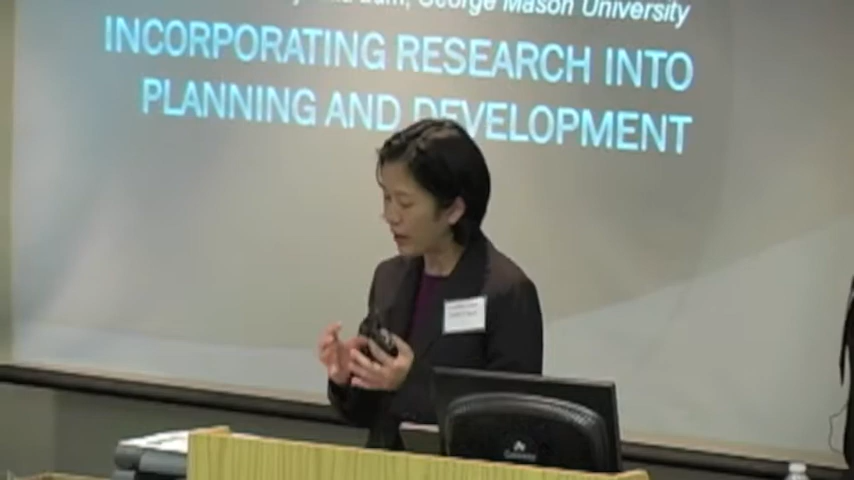 George Mason University
INCORPORATING RESEARCH INTO
PLANNING AND DEVELOPMENT